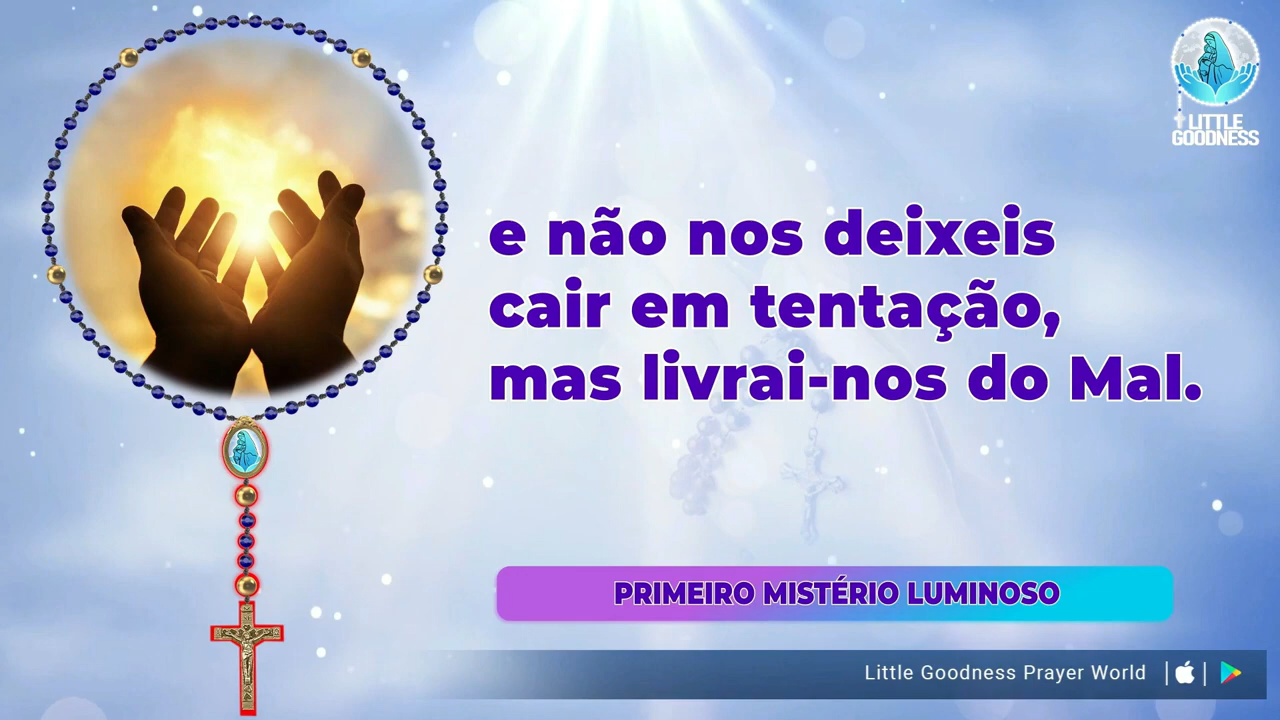 LITTLE
GOODNESS
e não nos deixeis
cair em tentação,
mas livrai-nos do Mal.
PRIMEIRO MISTÉRIO LUMINOSO
Little Goodness Prayer World